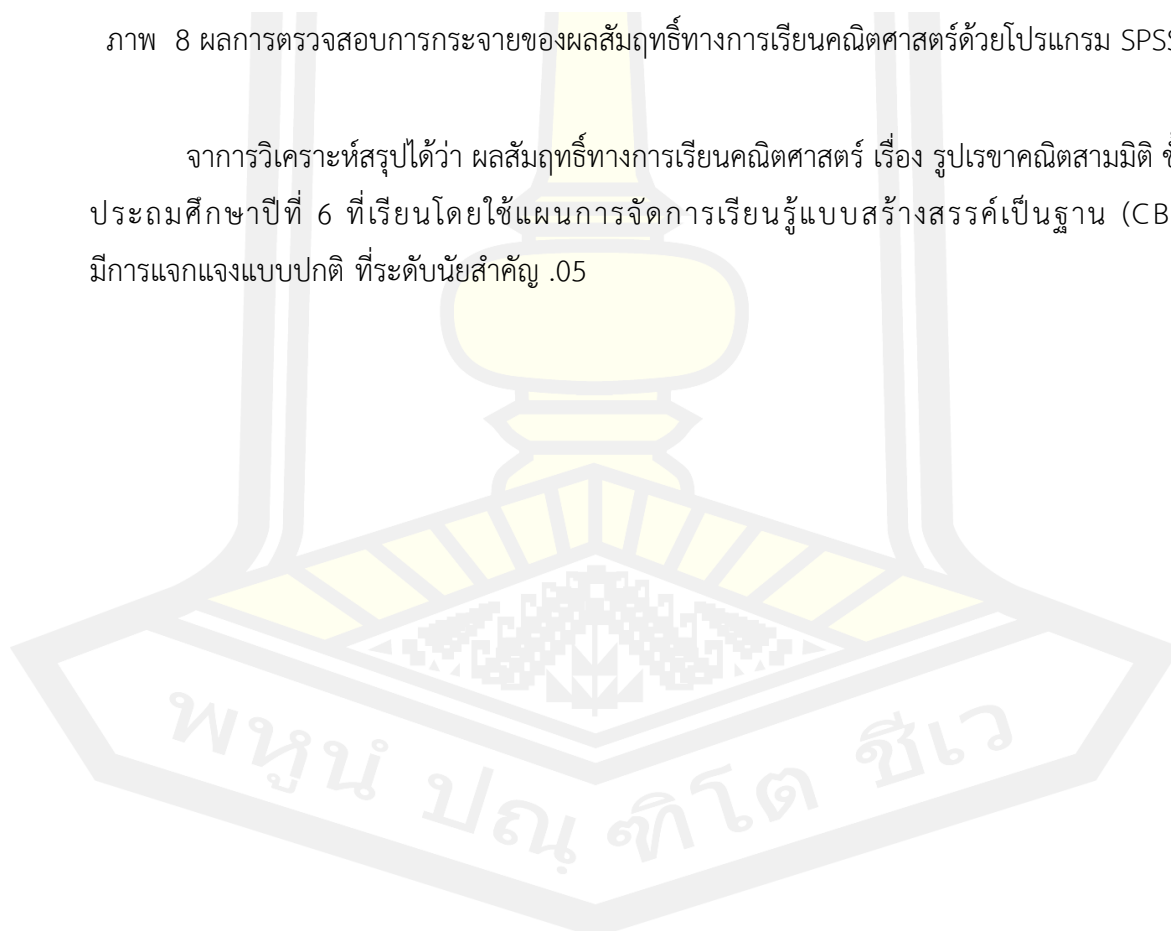 ภาพ 8 ผลการตรวจสอบการกระจายของผลสัมฤทธิ์ทางการเรียนคณิตศาสตร์ด้วยโปรแกรม SPSS
จาการวิเคราะห์สรุปได้ว่า ผลสัมฤทธิ์ทางการเรียนคณิตศาสตร์ เรื่อง รูปเรขาคณิตสามมิติ
ประถมศึกษาปีที่ 6 ที่เรียนโดยใช้แผนการจัดการเรียนรู้แบบสร้างสรรค์เป็นฐาน (CB
มีการแจกแจงแบบปกติ ที่ระดับนัยสำคัญ .05
พหูนํ ปณฺฑิโต ชีเว